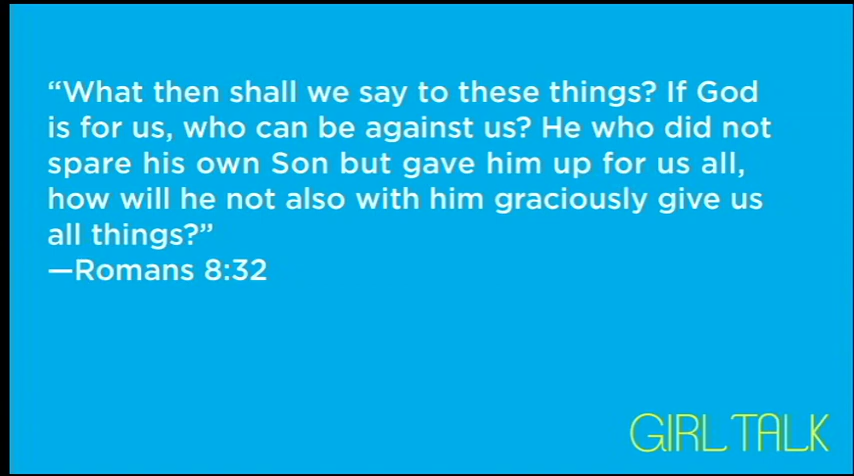 “What then shall we say to these things? If God
is for us, who can be against us? He who did not
spare his own Son but gave him up for us all,
how will he not also with him graciously give us
all things?”
—Romans 8:32
GIRL TALK